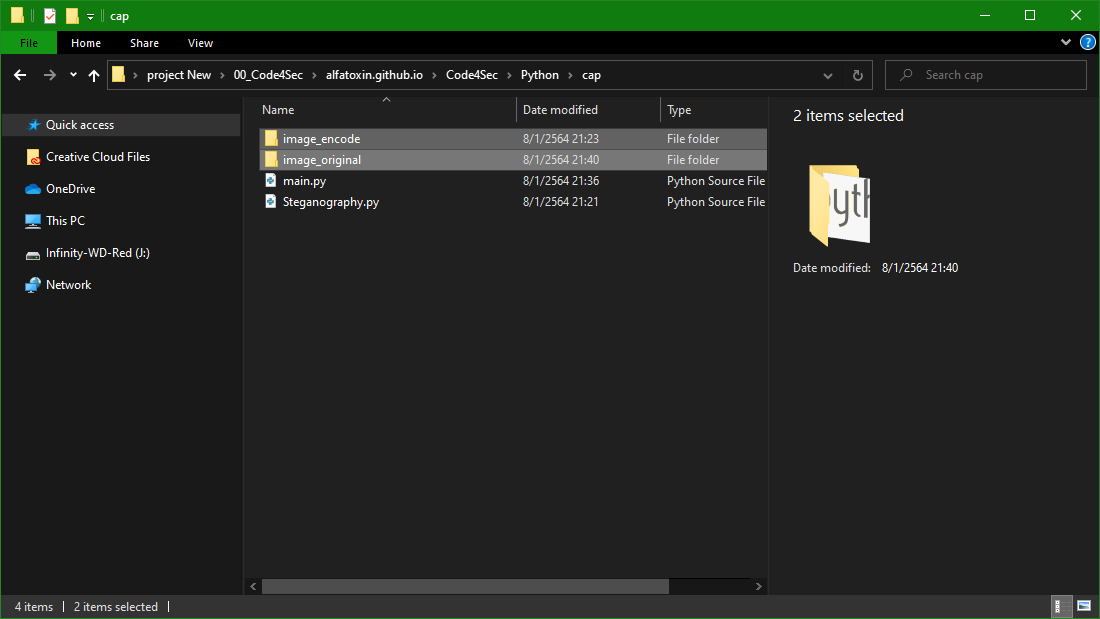 cap
File Home Share View
project New 00_Code4Sec alfatoxin.github.io Code4Sec Python cap Search cap
Name Date modified Type
Quick access
Creative Cloud Files
OneDrive
This PC
Infinity-WD-Red (J:)
Network
image_encode 8/1/2564 21:23 File folder
image_original 8/1/2564 21:40 File folder
main.py 8/1/2564 21:36 Python Source File
Steganography.py 8/1/2564 21:21 Python Source File
2 items selected
yth
Date modified: 8/1/2564 21:40
4 items 2 items selected